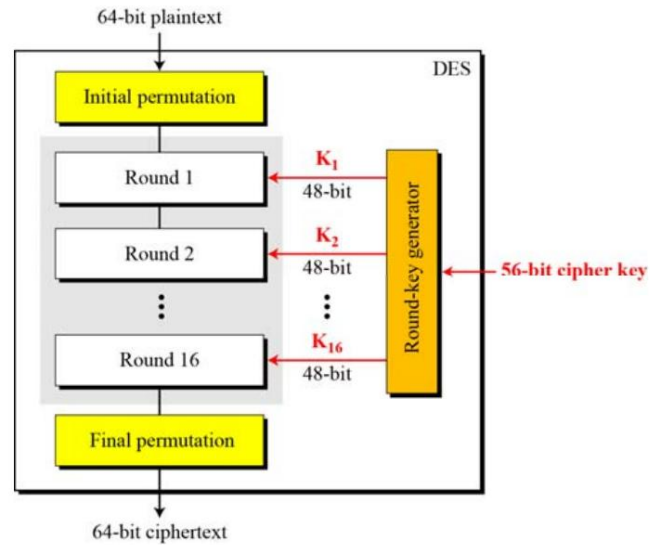 64-bit plaintext
DES
Initial permutation
Round 1
K1
48-bit
Round 2
K2
48-bit
Round-key generator
56-bit cipher key
Round 16
K16
48-bit
Final permutation
64-bit ciphertext